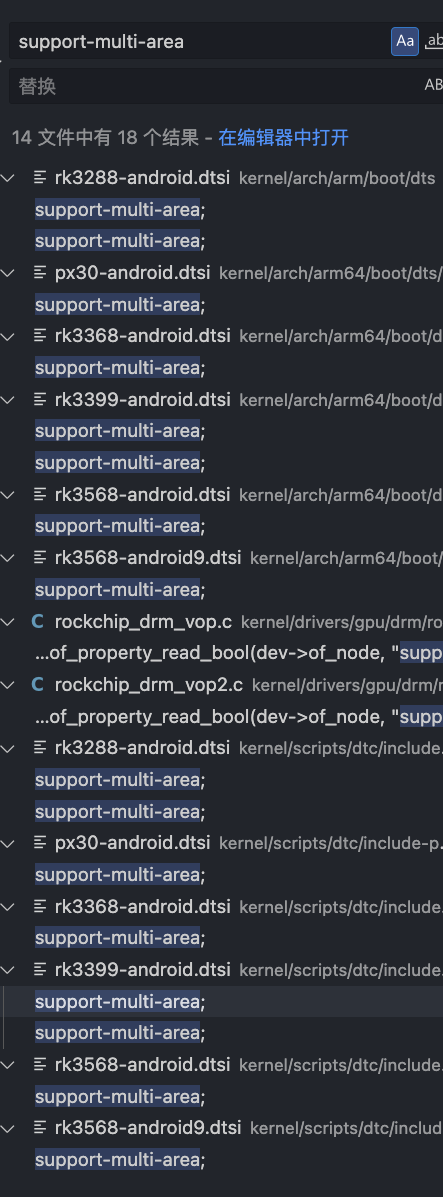 support-multi-area
Aa
ab
替换
AB
14 文件中有 18 个结果 - 在编辑器中打开
rk3288-android.dtsi kernel/arch/arm/boot/dts
support-multi-area;
support-multi-area;
px30-android.dtsi kernel/arch/arm64/boot/dts/
support-multi-area;
rk3368-android.dtsi kernel/arch/arm64/boot/d
support-multi-area;
rk3399-android.dtsi kernel/arch/arm64/boot/d
support-multi-area;
support-multi-area;
rk3568-android.dtsi kernel/arch/arm64/boot/d
support-multi-area;
rk3568-android9.dtsi kernel/arch/arm64/boot/
support-multi-area;
C rockchip_drm_vop.c kernel/drivers/gpu/drm/ro
...of_property_read_bool(dev->of_node, "supp
C rockchip_drm_vop2.c kernel/drivers/gpu/drm/r
...of_property_read_bool(dev->of_node, "supp
rk3288-android.dtsi kernel/scripts/dtc/include.
support-multi-area;
support-multi-area;
px30-android.dtsi kernel/scripts/dtc/include-p.
support-multi-area;
rk3368-android.dtsi kernel/scripts/dtc/include.
support-multi-area;
rk3399-android.dtsi kernel/scripts/dtc/include.
support-multi-area;
support-multi-area;
rk3568-android.dtsi kernel/scripts/dtc/include.
support-multi-area;
rk3568-android9.dtsi kernel/scripts/dtc/includ
support-multi-area;